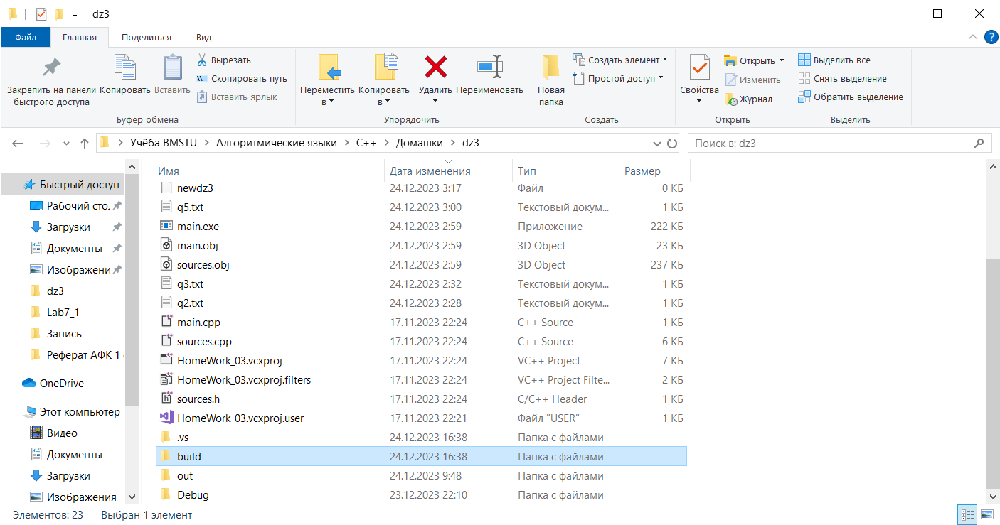 dz3
Файл Главная Поделиться Вид
Закрепить на панели быстрого доступа
Копировать
Вставить
Вырезать
Скопировать путь
Вставить ярлык
Буфер обмена
Переместить в
Копировать в
Удалить
Переименовать
Упорядочить
Новая папка
Создать элемент
Простой доступ
Создать
Свойства
Открыть
Изменить
Журнал
Открыть
Выделить все
Снять выделение
Обратить выделение
Выделить
Учёба BMSTU > Алгоритмические языки > C++ > Домашки > dz3
Поиск в: dz3
Быстрый доступ
Рабочий стол
Загрузки
Документы
Изображени
dz3
Lab7_1
Запись
Реферат АФК 1
OneDrive
Этот компьютер
Видео
Документы
Загрузки
Изображения
Имя Дата изменения Тип Размер
newdz3 24.12.2023 3:17 Файл 0 КБ
q5.txt 24.12.2023 3:00 Текстовый докум... 1 КБ
main.exe 24.12.2023 2:59 Приложение 222 КБ
main.obj 24.12.2023 2:59 3D Object 23 КБ
sources.obj 24.12.2023 2:59 3D Object 237 КБ
q3.txt 24.12.2023 2:32 Текстовый докум... 1 КБ
q2.txt 24.12.2023 2:28 Текстовый докум... 1 КБ
main.cpp 17.11.2023 22:24 C++ Source 1 КБ
sources.cpp 17.11.2023 22:24 C++ Source 6 КБ
HomeWork_03.vcxproj 17.11.2023 22:24 VC++ Project 7 КБ
HomeWork_03.vcxproj.filters 17.11.2023 22:24 VC++ Project Filte... 2 КБ
sources.h 17.11.2023 22:24 C/C++ Header 1 КБ
HomeWork_03.vcxproj.user 17.11.2023 22:21 Файл "USER" 1 КБ
.vs 24.12.2023 16:38 Папка с файлами
build 24.12.2023 16:38 Папка с файлами
out 24.12.2023 9:48 Папка с файлами
Debug 23.12.2023 22:10 Папка с файлами
Элементов: 23 Выбран 1 элемент